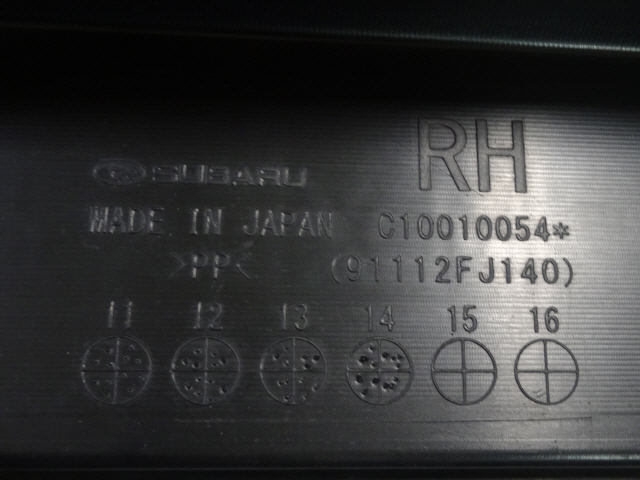 RH
SUBARU
MADE IN JAPAN C10010054*
>PP< (91112FJ140)
11 12 13 14 15 16